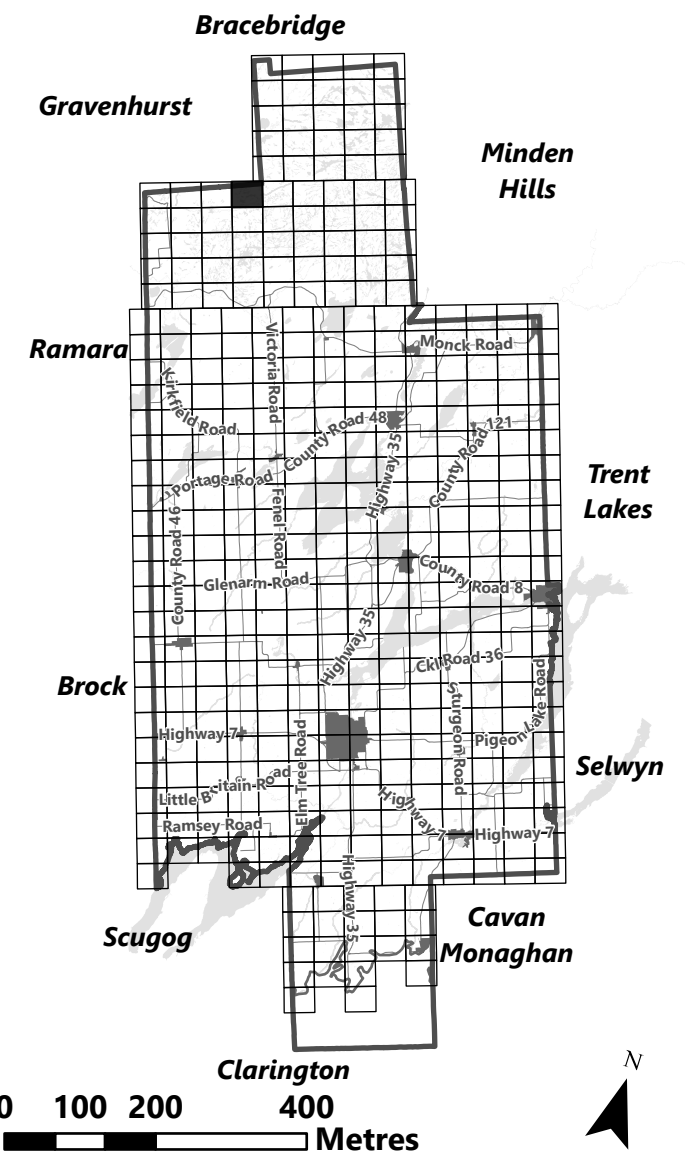 Bracebridge
Gravenhurst
Minden
Hills
Ramara
Victoria Road
Monck Road
Kirkfield Road
County Road 48
Highway 35
County Road 121
Portage Road
Trent
Lakes
County Road 46
Fenel Road
Glenarm Road
County Road 8
Highway 35
Ckl Road 36
Brock
Sturgeon Road
Pigeon Lake Road
Highway 7
Elm Tree Road
Selwyn
Little Britain Road
Highway 7
Ramsey Road
Highway 7
Highway 35
Scugog
Cavan
Monaghan
Clarington
N
0 100 200 400
Metres